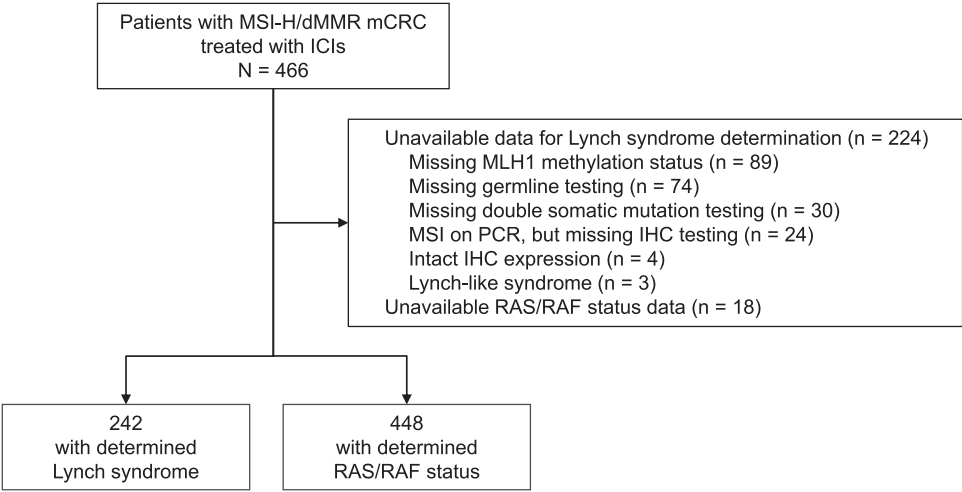 Patients with MSI-H/dMMR mCRC
treated with ICIs
N = 466
Unavailable data for Lynch syndrome determination (n = 224)
Missing MLH1 methylation status (n = 89)
Missing germline testing (n = 74)
Missing double somatic mutation testing (n = 30)
MSI on PCR, but missing IHC testing (n = 24)
Intact IHC expression (n = 4)
Lynch-like syndrome (n = 3)
Unavailable RAS/RAF status data (n = 18)
242
with determined
Lynch syndrome
448
with determined
RAS/RAF status